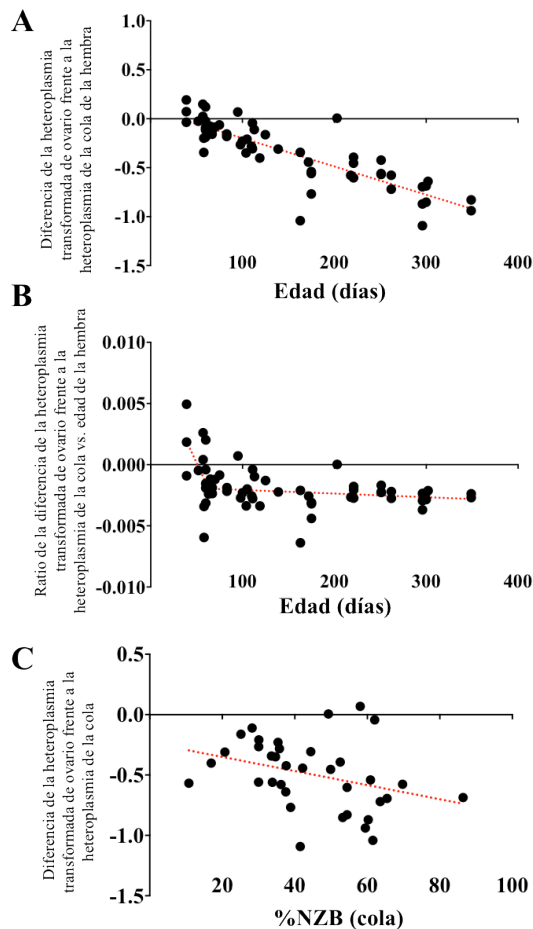 A
Diferencia de la heteroplasmia
transformada de ovario frente a la
heteroplasmia de la cola de la hembra
1.0
0.5
0.0
-0.5
-1.0
-1.5
100
200
300
400
Edad (días)
B
Ratio de la diferencia de la heteroplasmia
transformada de ovario frente a la
heteroplasmia de la cola vs. edad de la hembra
0.010
0.005
0.000
-0.005
-0.010
100
200
300
400
Edad (días)
C
Diferencia de la heteroplasmia
transformada de ovario frente a la
heteroplasmia de la cola
0.5
0.0
-0.5
-1.0
-1.5
20
40
60
80
100
%NZB (cola)